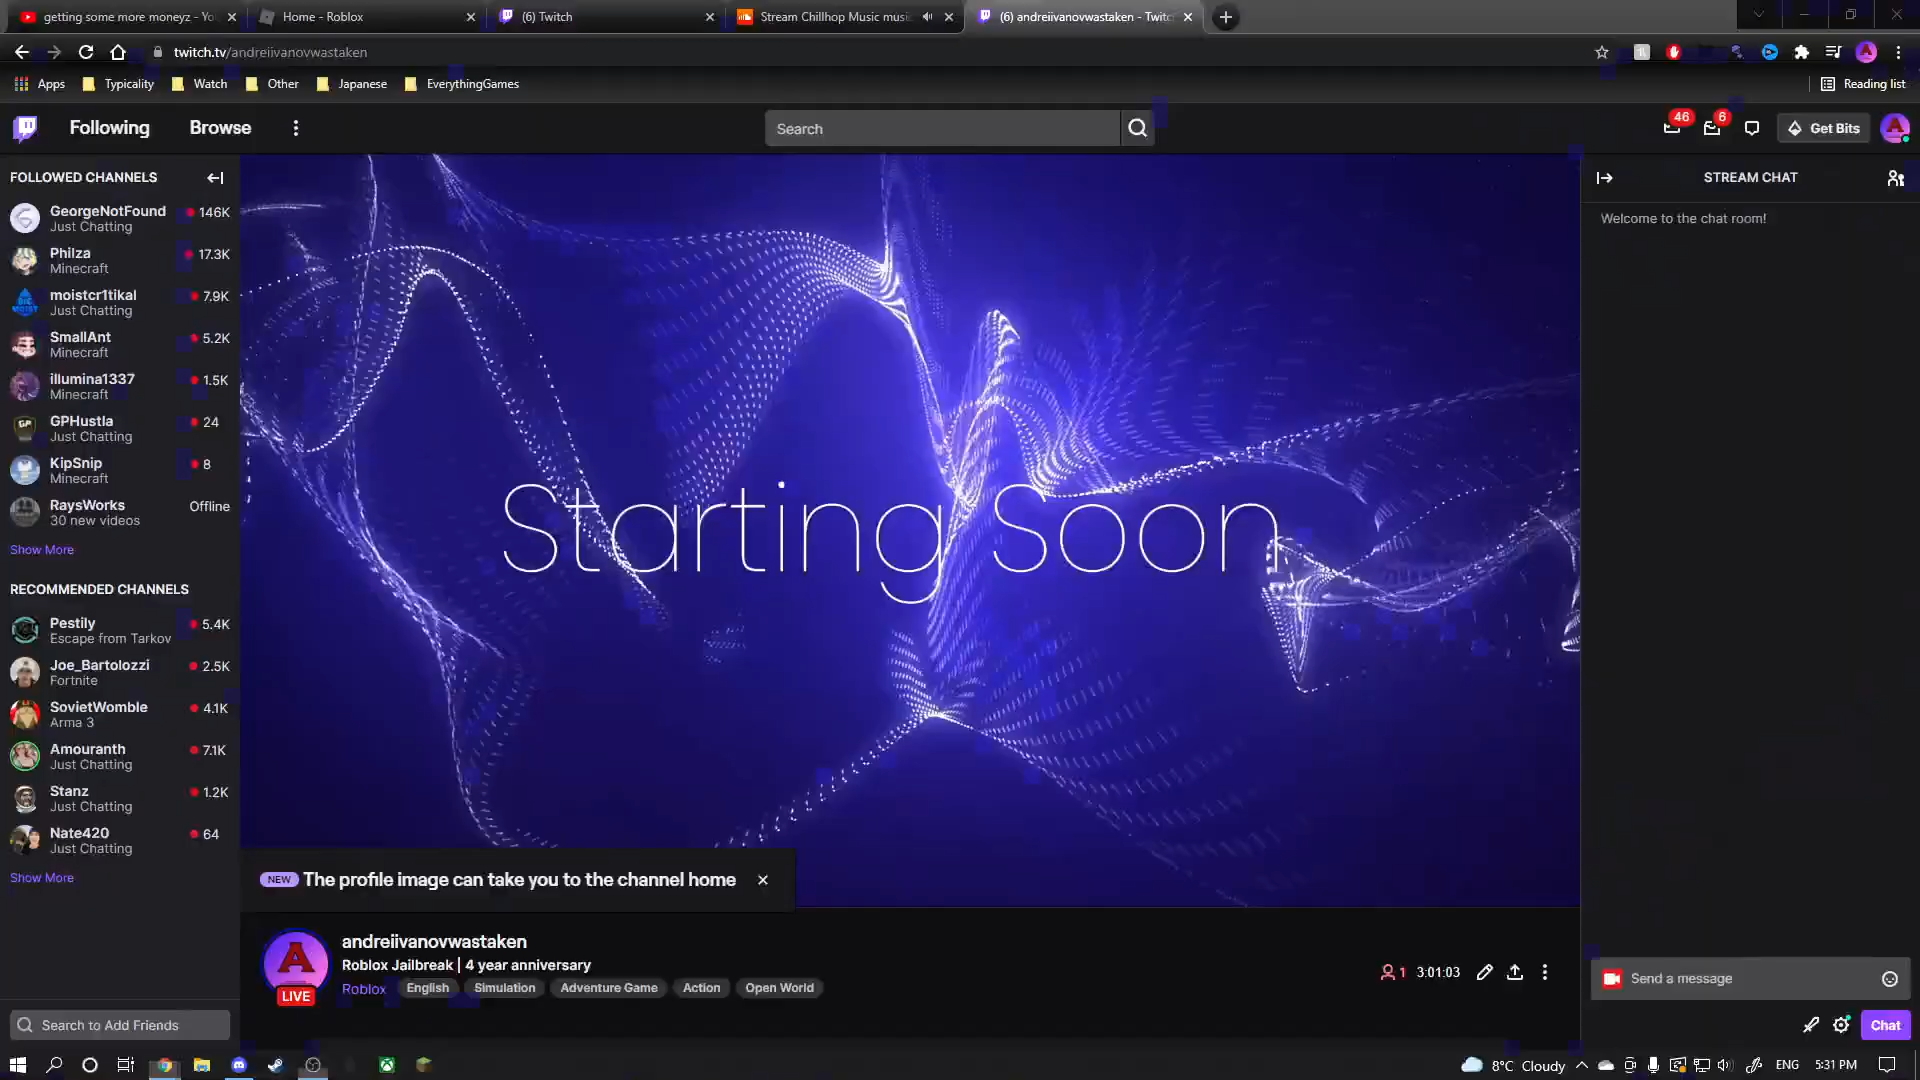 getting some more moneyz - Yo
Home - Roblox
(6) Twitch
Stream Chillhop Music music
(6) andreiivanovwastaken - Twitc
twitch.tv/andreiivanovwastaken
Apps
Typicality
Watch
Other
Japanese
EverythingGames
Reading list
Following
Browse
Search
46
6
Get Bits
FOLLOWED CHANNELS
GeorgeNotFound
146K
Just Chatting
Philza
17.3K
Minecraft
moistcr1tikal
7.9K
Just Chatting
SmallAnt
5.2K
Minecraft
illumina1337
1.5K
Minecraft
GPHustla
24
Just Chatting
KipSnip
8
Minecraft
RaysWorks
Offline
30 new videos
Show More
RECOMMENDED CHANNELS
Pestily
5.4K
Escape from Tarkov
Joe_Bartolozzi
2.5K
Fortnite
SovietWomble
4.1K
Arma 3
Amouranth
7.1K
Just Chatting
Stanz
1.2K
Just Chatting
Nate420
64
Just Chatting
Show More
Search to Add Friends
Starting Soon
NEW The profile image can take you to the channel home
A
LIVE
andreiivanovwastaken
Roblox Jailbreak | 4 year anniversary
Roblox
English
Simulation
Adventure Game
Action
Open World
1
3:01:03
STREAM CHAT
Welcome to the chat room!
Send a message
Chat
8°C Cloudy
ENG
5:31 PM